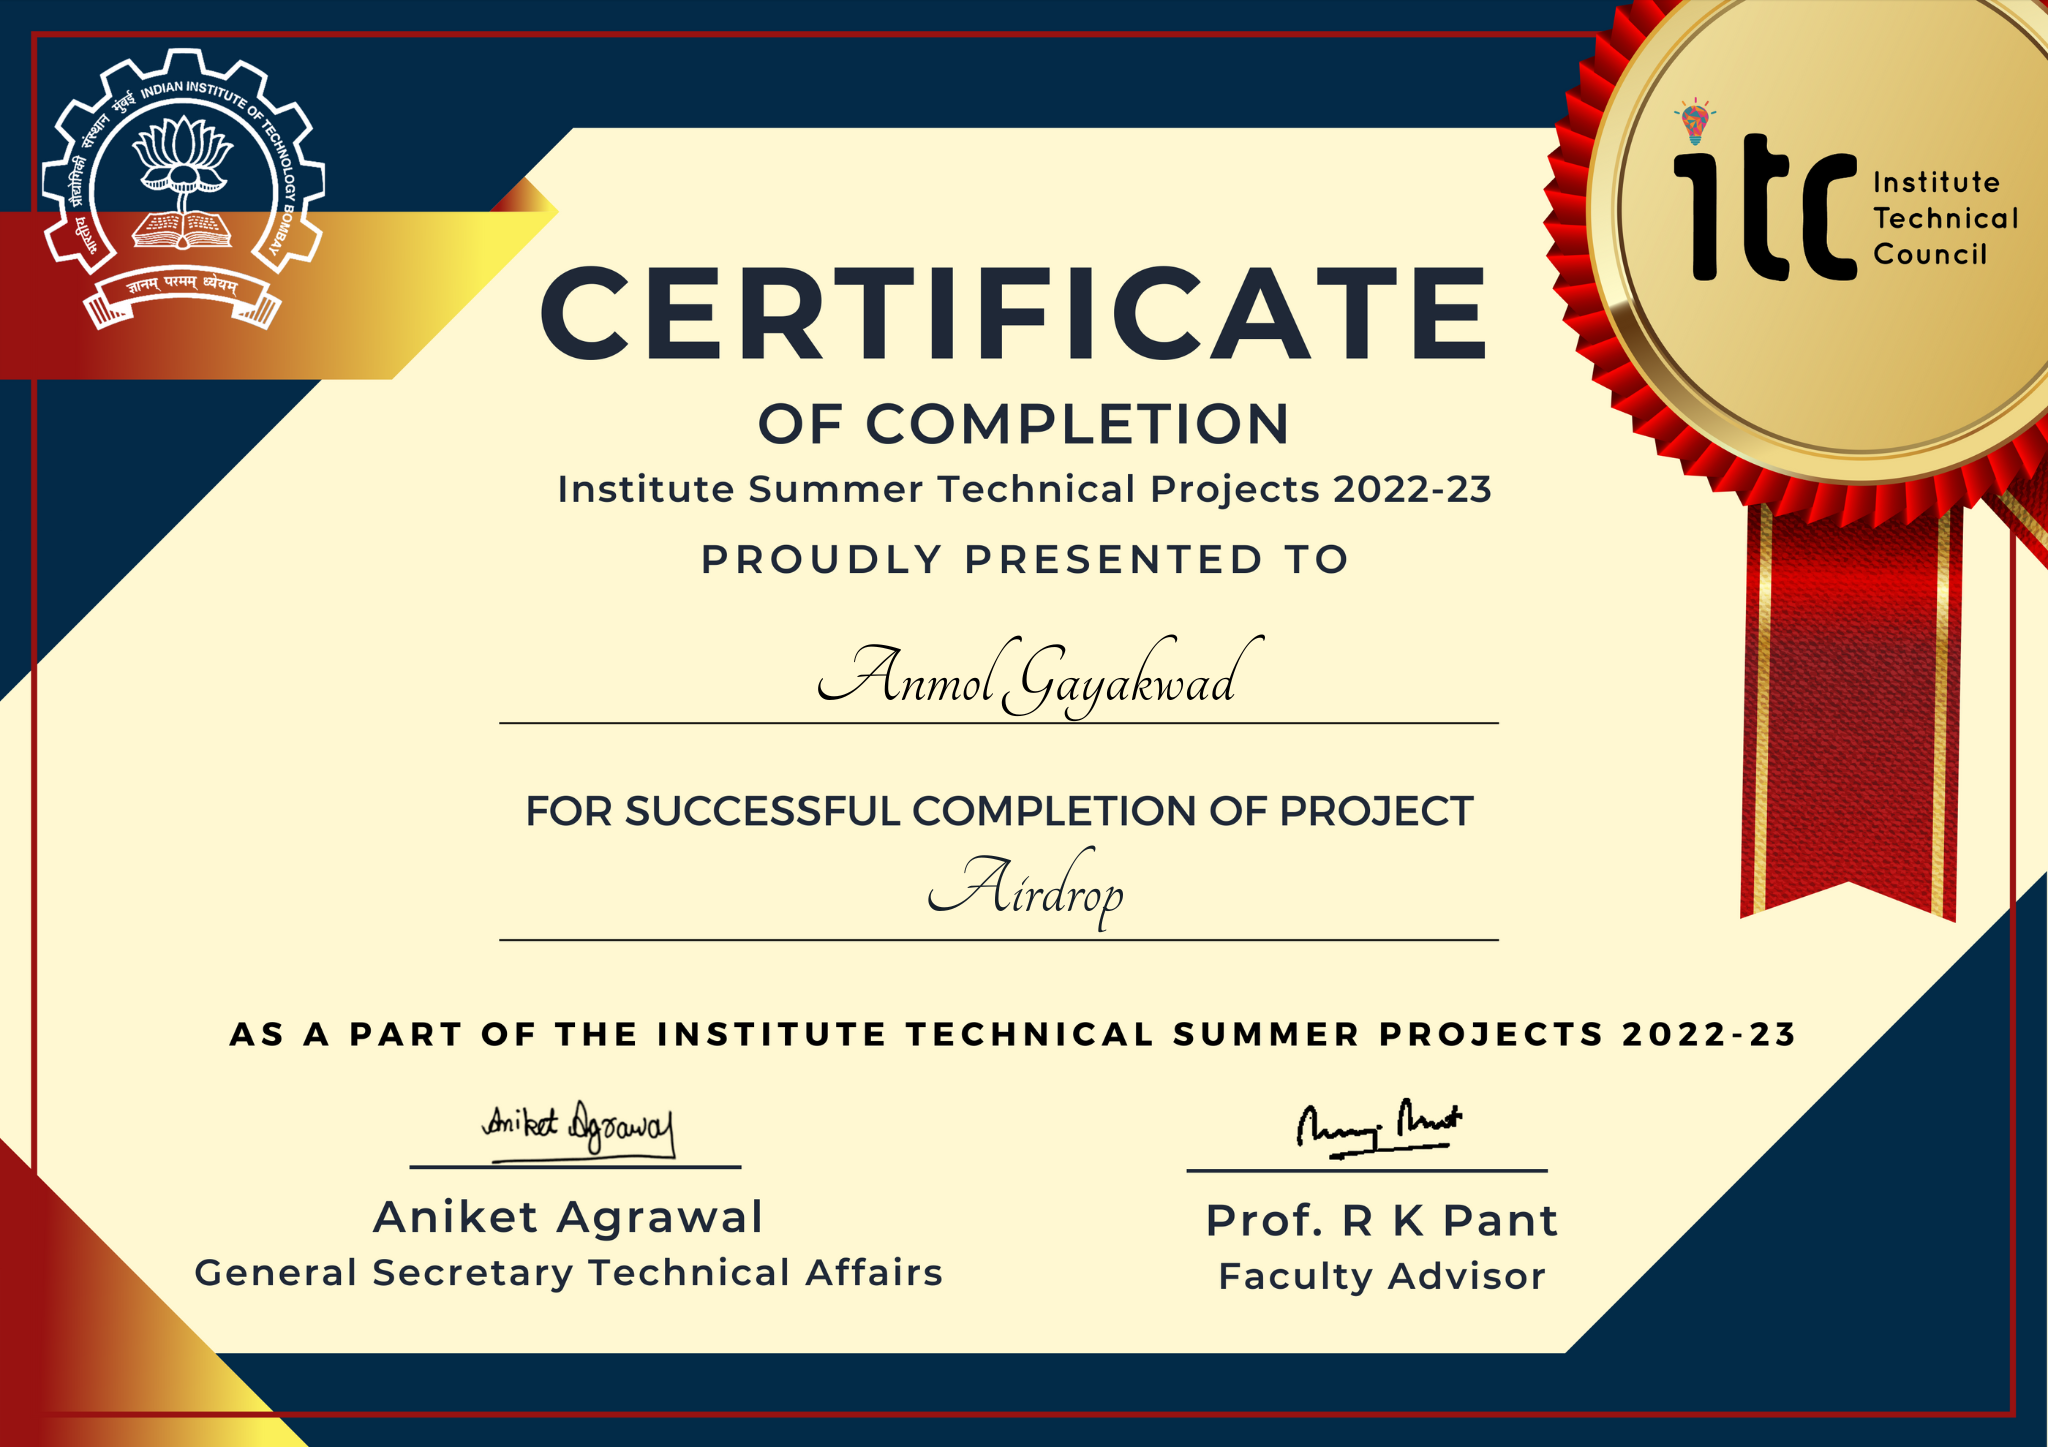 भारतीय प्रौद्योगिकी संस्थान मुंबई INDIAN INSTITUTE OF TECHNOLOGY BOMBAY
ज्ञानम् परमम् ध्येयम्
itc Institute
Technical
Council
CERTIFICATE
OF COMPLETION
Institute Summer Technical Projects 2022-23
PROUDLY PRESENTED TO
Anmol Gayakwad
FOR SUCCESSFUL COMPLETION OF PROJECT
Airdrop
AS A PART OF THE INSTITUTE TECHNICAL SUMMER PROJECTS 2022-23
Aniket Agrawal
Aniket Agrawal
General Secretary Technical Affairs
Prof. R K Pant
Faculty Advisor